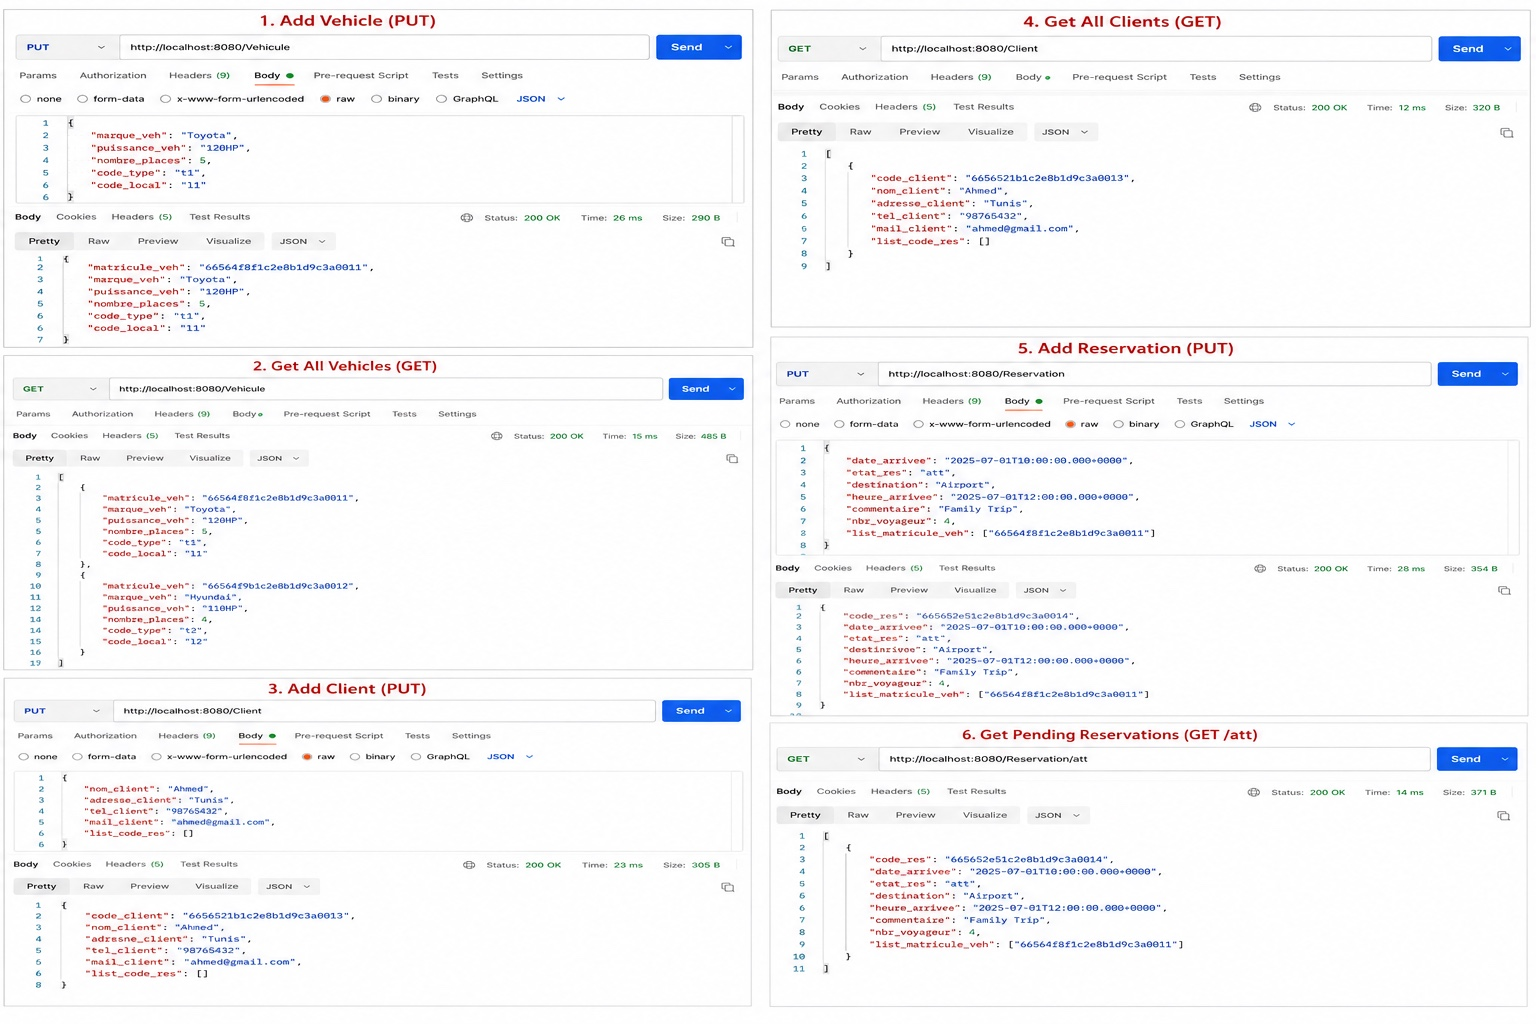 1. Add Vehicle (PUT)
PUT http://localhost:8080/Vehicule Send
Params Authorization Headers (9) Body Pre-request Script Tests Settings
none form-data x-www-form-urlencoded raw binary GraphQL JSON
1 {
2 "marque_veh": "Toyota",
3 "puissance_veh": "120HP",
4 "nombre_places": 5,
5 "code_type": "t1",
6 "code_local": "l1"
6 }
Body Cookies Headers (5) Test Results Status: 200 OK Time: 26 ms Size: 290 B
Pretty Raw Preview Visualize JSON
1 {
2 "matricule_veh": "66564f8f1c2e8b1d9c3a0011",
3 "marque_veh": "Toyota",
4 "puissance_veh": "120HP",
5 "nombre_places": 5,
6 "code_type": "t1",
6 "code_local": "l1"
7 }
2. Get All Vehicles (GET)
GET http://localhost:8080/Vehicule Send
Params Authorization Headers (9) Body Pre-request Script Tests Settings
Body Cookies Headers (5) Test Results Status: 200 OK Time: 15 ms Size: 485 B
Pretty Raw Preview Visualize JSON
1 [
2 {
3 "matricule_veh": "66564f8f1c2e8b1d9c3a0011",
4 "marque_veh": "Toyota",
5 "puissance_veh": "120HP",
5 "nombre_places": 5,
6 "code_type": "t1",
7 "code_local": "l1"
8 },
9 {
10 "matricule_veh": "66564f9b1c2e8b1d9c3a0012",
11 "marque_veh": "Hyundai",
12 "puissance_veh": "110HP",
14 "nombre_places": 4,
14 "code_type": "t2",
15 "code_local": "l2"
16 }
19 ]
3. Add Client (PUT)
PUT http://localhost:8080/Client Send
Params Authorization Headers (9) Body Pre-request Script Tests Settings
none form-data x-www-form-urlencoded raw binary GraphQL JSON
1 {
2 "nom_client": "Ahmed",
3 "adresse_client": "Tunis",
4 "tel_client": "98765432",
5 "mail_client": "ahmed@gmail.com",
6 "list_code_res": []
6 }
Body Cookies Headers (5) Test Results Status: 200 OK Time: 23 ms Size: 305 B
Pretty Raw Preview Visualize JSON
1 {
2 "code_client": "6656521b1c2e8b1d9c3a0013",
3 "nom_client": "Ahmed",
4 "adrssne_client": "Tunis",
5 "tel_client": "98765432",
5 "mail_client": "ahmed@gmail.com",
6 "list_code_res": []
8 }
4. Get All Clients (GET)
GET http://localhost:8080/Client Send
Params Authorization Headers (9) Body Pre-request Script Tests Settings
Body Cookies Headers (5) Test Results Status: 200 OK Time: 12 ms Size: 320 B
Pretty Raw Preview Visualize JSON
1 [
2 {
3 "code_client": "6656521b1c2e8b1d9c3a0013",
4 "nom_client": "Ahmed",
5 "adresse_client": "Tunis",
6 "tel_client": "98765432",
6 "mail_client": "ahmed@gmail.com",
7 "list_code_res": []
8 }
9 ]
5. Add Reservation (PUT)
PUT http://localhost:8080/Reservation Send
Params Authorization Headers (9) Body Pre-request Script Tests Settings
none form-data x-www-form-urlencoded raw binary GraphQL JSON
1 {
2 "date_arrivee": "2025-07-01T10:00:00.000+0000",
3 "etat_res": "att",
4 "destination": "Airport",
5 "heure_arrivee": "2025-07-01T12:00:00.000+0000",
6 "commentaire": "Family Trip",
7 "nbr_voyageur": 4,
"list_matricule_veh": ["66564f8f1c2e8b1d9c3a0011"]
8 }
Body Cookies Headers (5) Test Results Status: 200 OK Time: 28 ms Size: 354 B
Pretty Raw Preview Visualize JSON
1 {
2 "code_res": "665652e51c2e8b1d9c3a0014",
3 "date_arrivee": "2025-07-01T10:00:00.000+0000",
4 "etat_res": "att",
5 "destinrivee": "Airport",
6 "heure_arrivee": "2025-07-01T12:00:00.000+0000",
6 "commentaire": "Family Trip",
7 "nbr_voyageur": 4,
8 "list_matricule_veh": ["66564f8f1c2e8b1d9c3a0011"]
9 }
6. Get Pending Reservations (GET /att)
GET http://localhost:8080/Reservation/att Send
Body Cookies Headers (5) Test Results Status: 200 OK Time: 14 ms Size: 371 B
Pretty Raw Preview Visualize JSON
1 [
2 {
3 "code_res": "665652e51c2e8b1d9c3a0014",
4 "date_arrivee": "2025-07-01T10:00:00.000+0000",
5 "etat_res": "att",
6 "destination": "Airport",
6 "heure_arrivee": "2025-07-01T12:00:00.000+0000",
7 "commentaire": "Family Trip",
8 "nbr_voyageur": 4,
9 "list_matricule_veh": ["66564f8f1c2e8b1d9c3a0011"]
10 }
11 ]